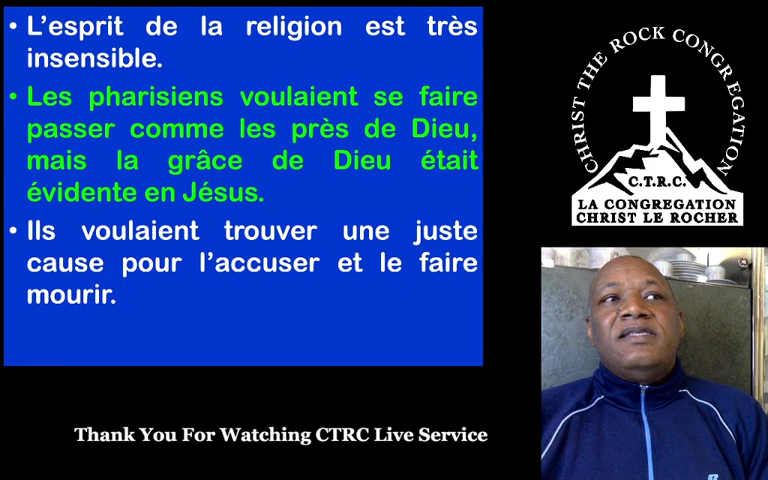 • L’esprit de la religion est très
insensible.
• Les pharisiens voulaient se faire
passer comme les près de Dieu,
mais la grâce de Dieu était
évidente en Jésus.
• Ils voulaient trouver une juste
cause pour l’accuser et le faire
mourir.
CHRIST THE ROCK CONGREGATION
C.T.R.C.
LA CONGREGATION
CHRIST LE ROCHER
Thank You For Watching CTRC Live Service